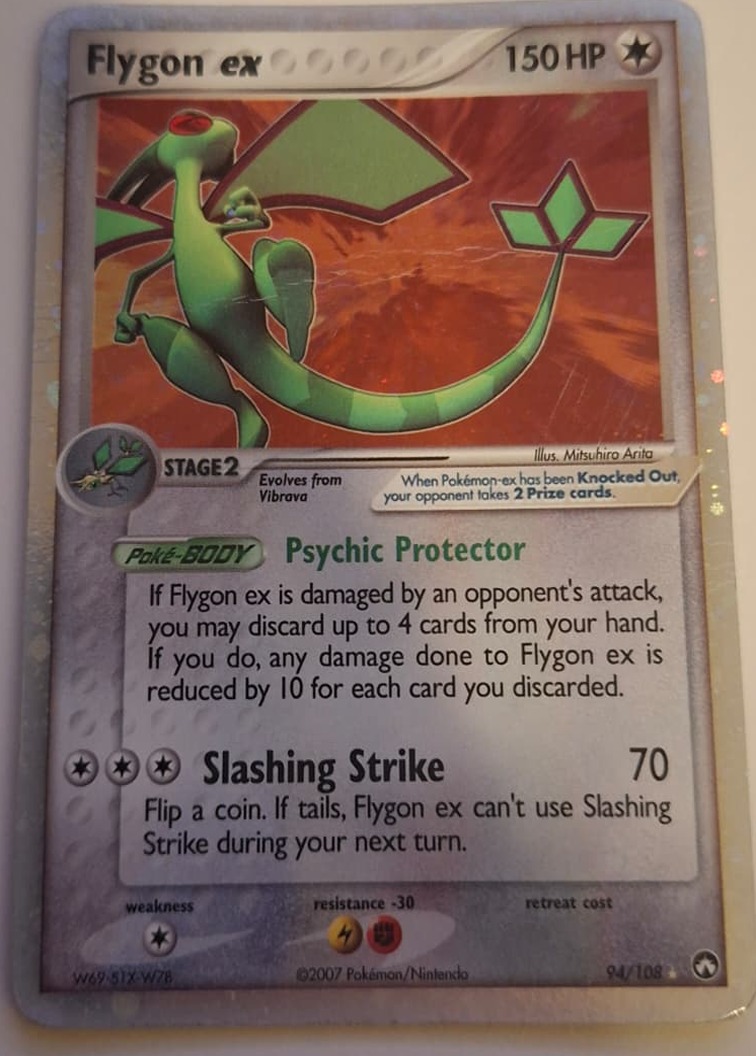 Flygon ex 150 HP
Illus. Mitsuhiro Arita
STAGE2
Evolves from
Vibrava
When Pokémon-ex has been Knocked Out,
your opponent takes 2 Prize cards.
Poké-BODY Psychic Protector
If Flygon ex is damaged by an opponent's attack,
you may discard up to 4 cards from your hand.
If you do, any damage done to Flygon ex is
reduced by 10 for each card you discarded.
Slashing Strike 70
Flip a coin. If tails, Flygon ex can't use Slashing
Strike during your next turn.
weakness resistance -30 retreat cost
W69-51X-W7B ©2007 Pokémon/Nintendo 94/108